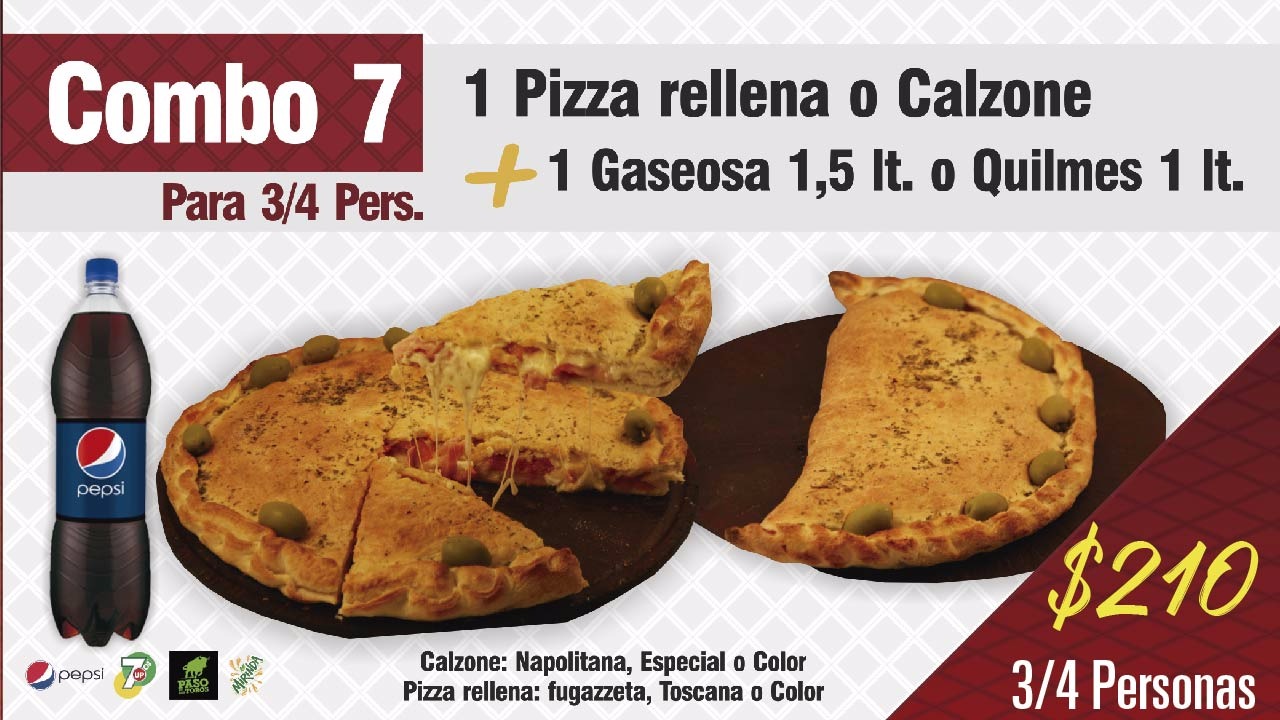 Combo 7
Para 3/4 Pers.
1 Pizza rellena o Calzone
+ 1 Gaseosa 1,5 lt. o Quilmes 1 lt.
pepsi
$210
3/4 Personas
pepsi
7UP
PASO DE LOS TOROS
MIRINDA
Calzone: Napolitana, Especial o Color
Pizza rellena: fugazzeta, Toscana o Color